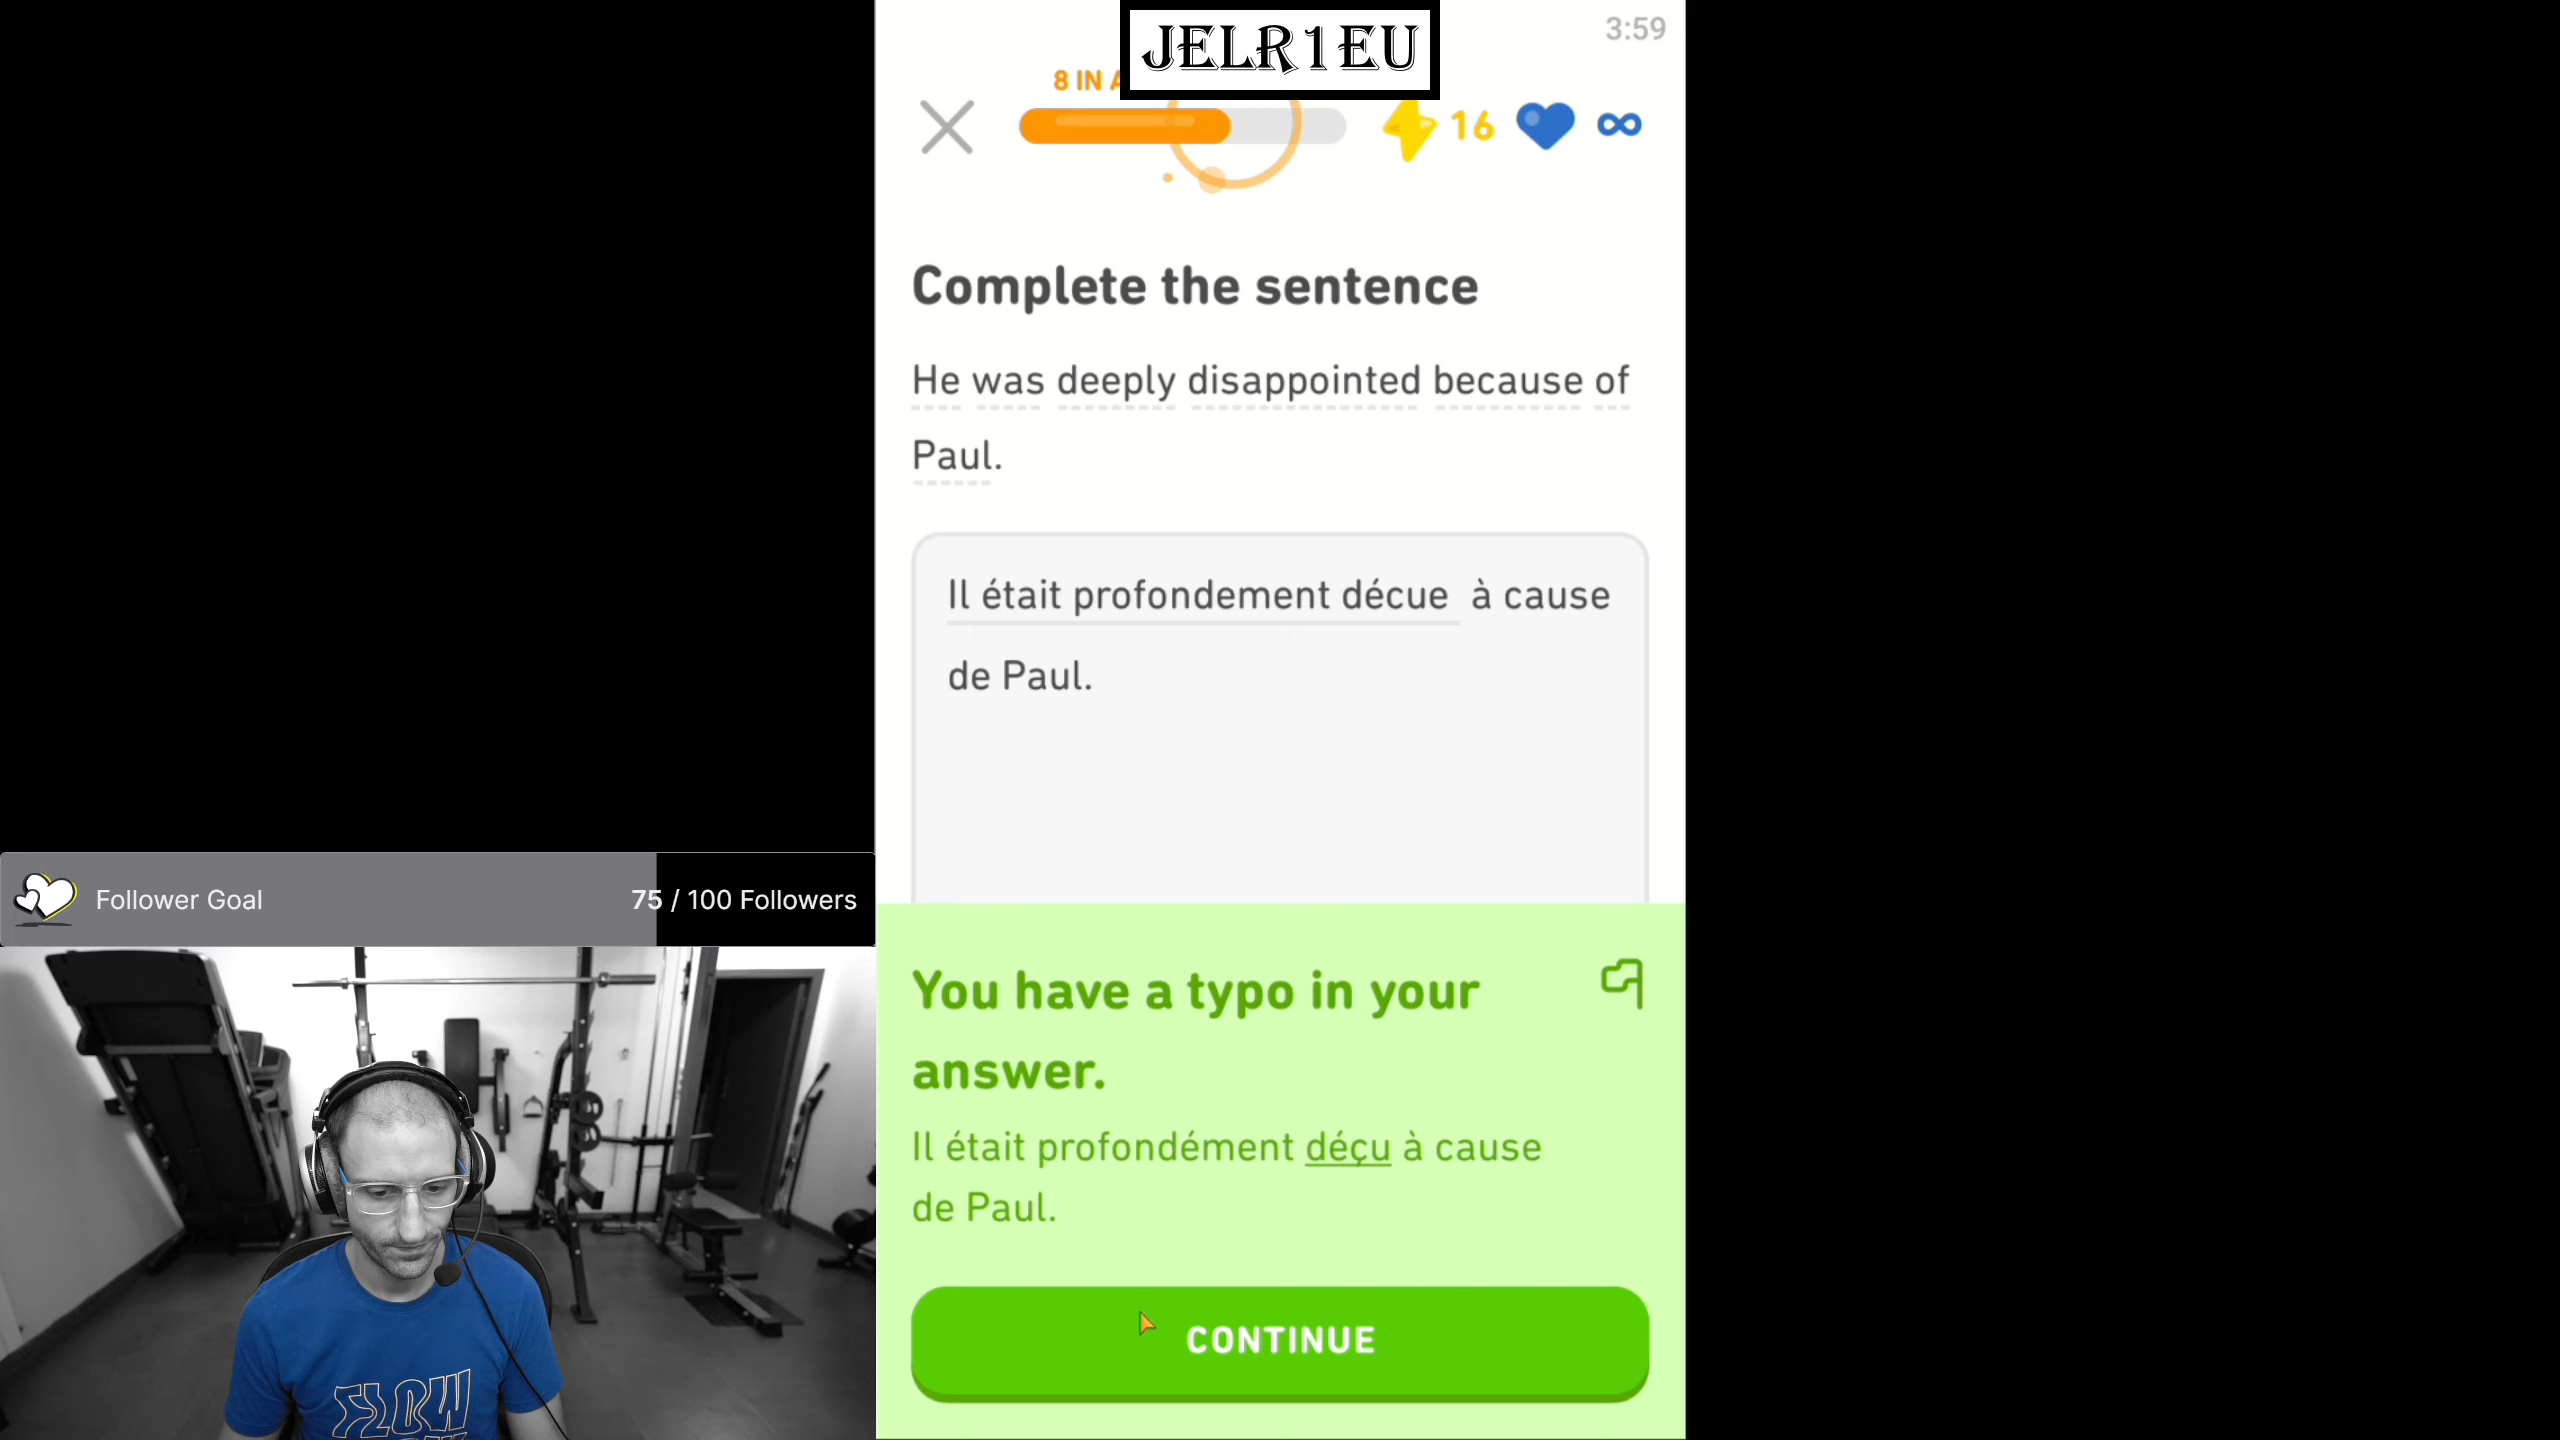 JELR1EU
3:59
8 IN A
16
Complete the sentence
He was deeply disappointed because of
Paul.
Il était profondement décue à cause
de Paul.
Follower Goal
75 / 100 Followers
You have a typo in your
answer.
Il était profondément déçu à cause
de Paul.
CONTINUE
FLOW